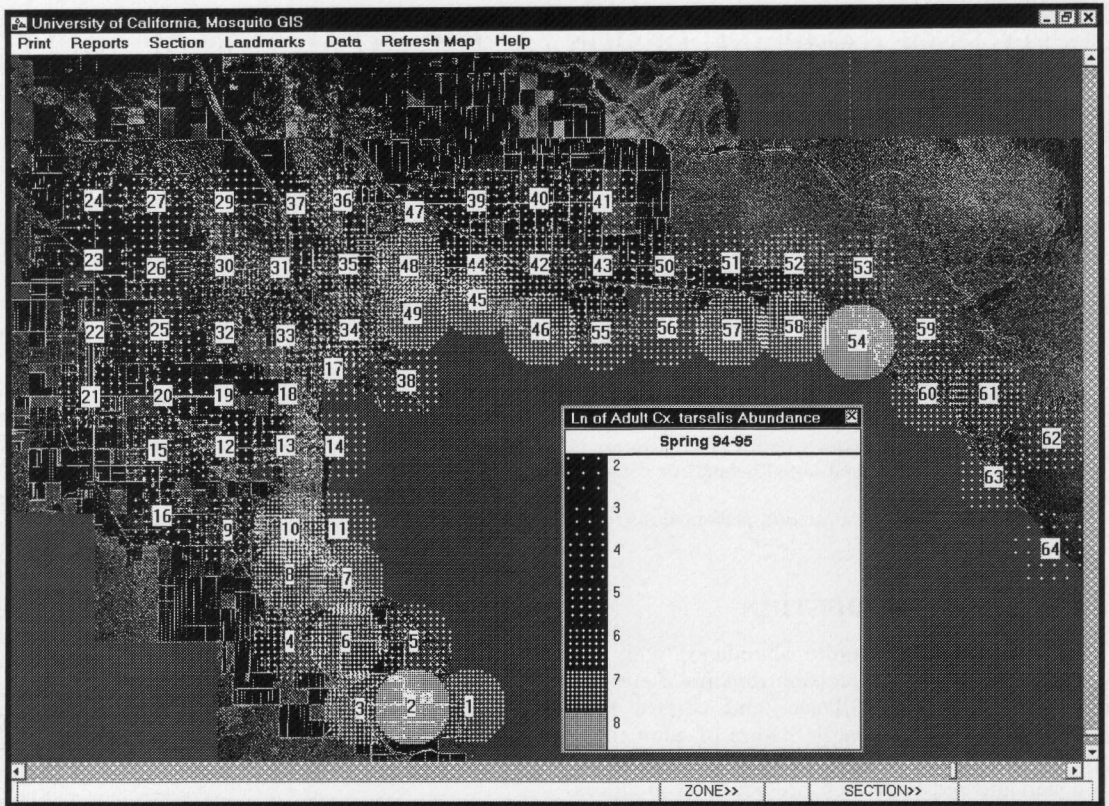 University of California, Mosquito GIS
Print Reports Section Landmarks Data Refresh Map Help
24 27 29 37 36 47 39 40 41
23 26 30 31 35 48 44 42 43 50 51 52 53
22 25 32 33 34 49 45 46 55 56 57 58 54 59
21 20 19 18 17 38 60 61
15 12 13 14 62
63
16 9 10 11
8 7 64
4 6 5
3 2 1
Ln of Adult Cx. tarsalis Abundance
Spring 94-95
2
3
4
5
6
7
8
ZONE>> SECTION>>